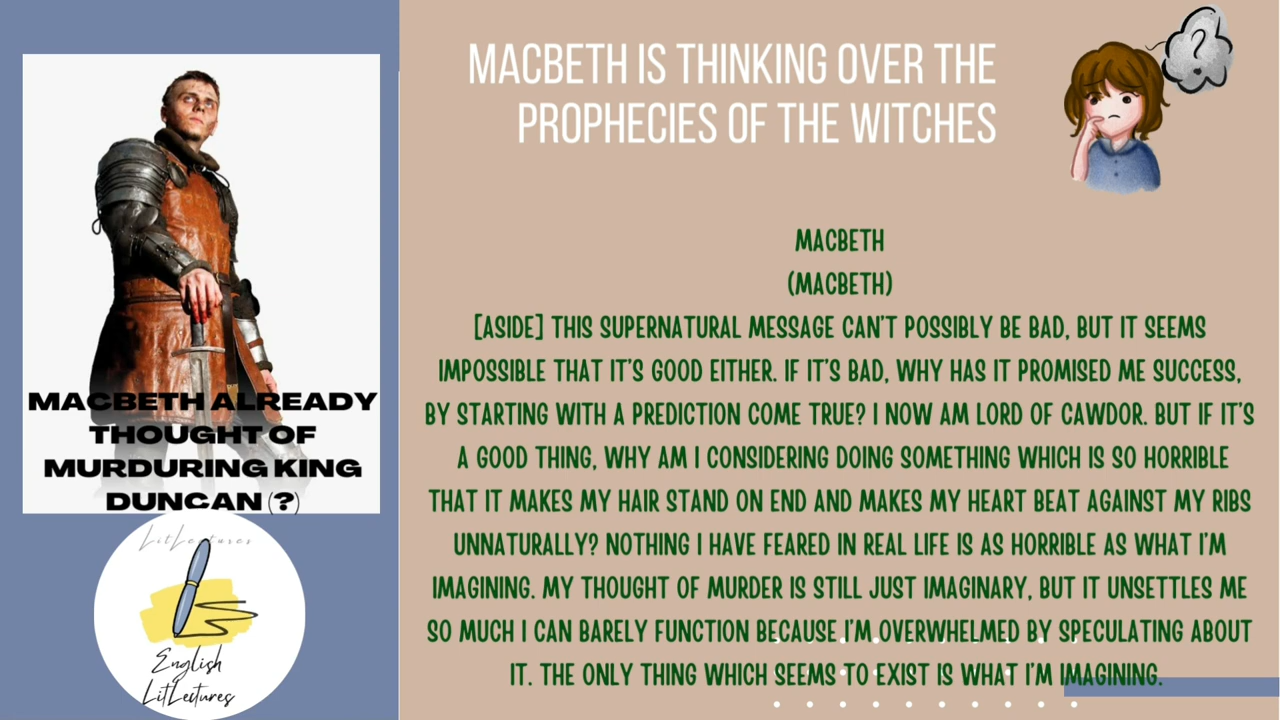 MACBETH IS THINKING OVER THE
PROPHECIES OF THE WITCHES
?
MACBETH
(MACBETH)
[ASIDE] THIS SUPERNATURAL MESSAGE CAN'T POSSIBLY BE BAD, BUT IT SEEMS
IMPOSSIBLE THAT IT'S GOOD EITHER. IF IT'S BAD, WHY HAS IT PROMISED ME SUCCESS,
BY STARTING WITH A PREDICTION COME TRUE? I NOW AM LORD OF CAWDOR. BUT IF IT'S
A GOOD THING, WHY AM I CONSIDERING DOING SOMETHING WHICH IS SO HORRIBLE
THAT IT MAKES MY HAIR STAND ON END AND MAKES MY HEART BEAT AGAINST MY RIBS
UNNATURALLY? NOTHING I HAVE FEARED IN REAL LIFE IS AS HORRIBLE AS WHAT I'M
IMAGINING. MY THOUGHT OF MURDER IS STILL JUST IMAGINARY, BUT IT UNSETTLES ME
SO MUCH I CAN BARELY FUNCTION BECAUSE I'M OVERWHELMED BY SPECULATING ABOUT
IT. THE ONLY THING WHICH SEEMS TO EXIST IS WHAT I'M IMAGINING.
MACBETH ALREADY
THOUGHT OF
MURDURING KING
DUNCAN (?)
LitLectures
English
LitLectures